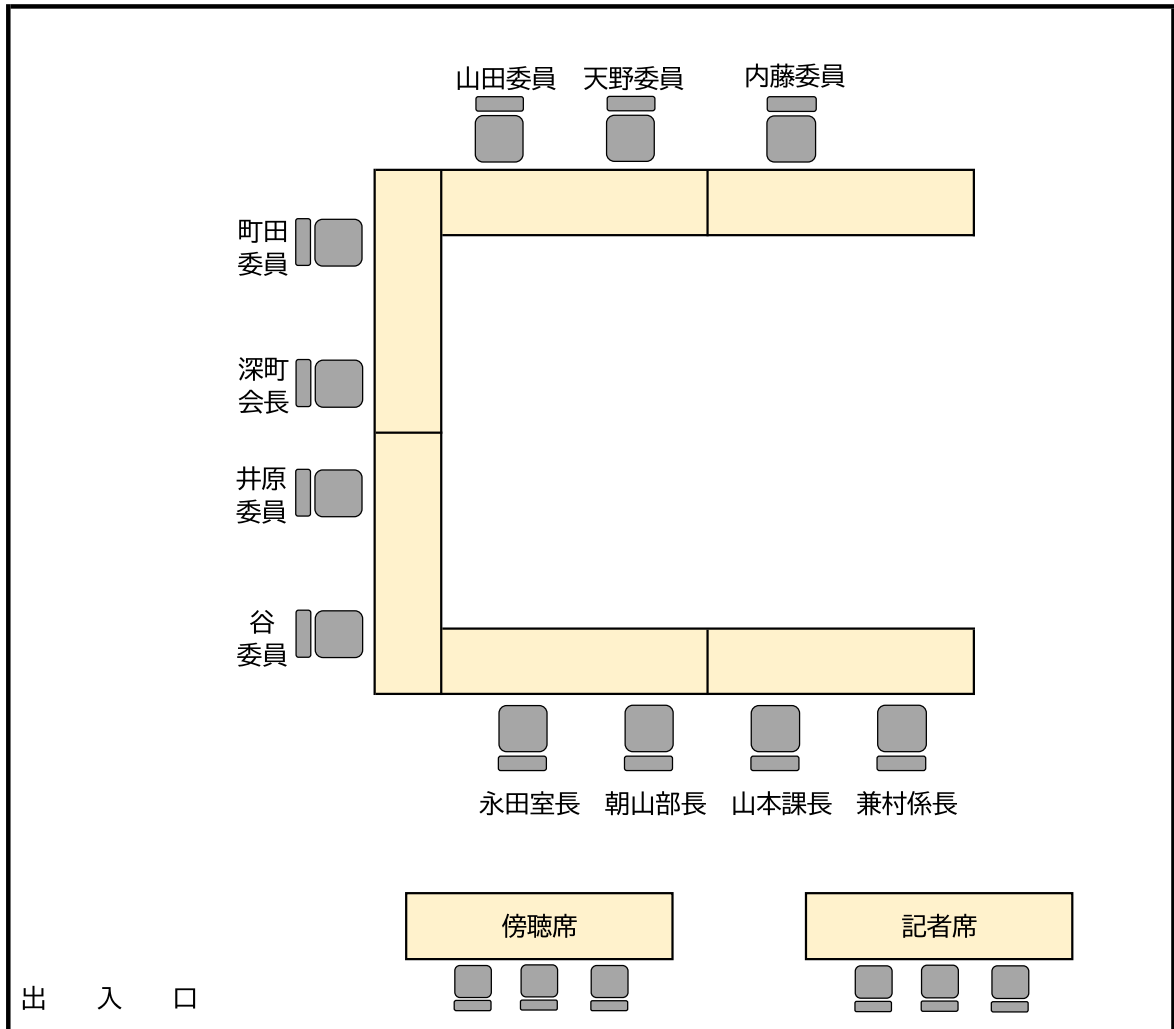 山田委員 天野委員 内藤委員
町田
委員
深町
会長
井原
委員
谷
委員
永田室長 朝山部長 山本課長 兼村係長
傍聴席 記者席
出 入 口